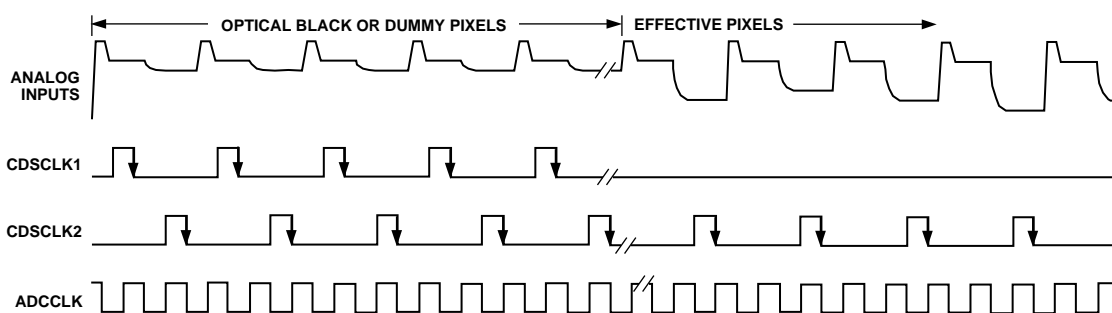 OPTICAL BLACK OR DUMMY PIXELS
EFFECTIVE PIXELS
ANALOG
INPUTS
CDSCLK1
CDSCLK2
ADCCLK